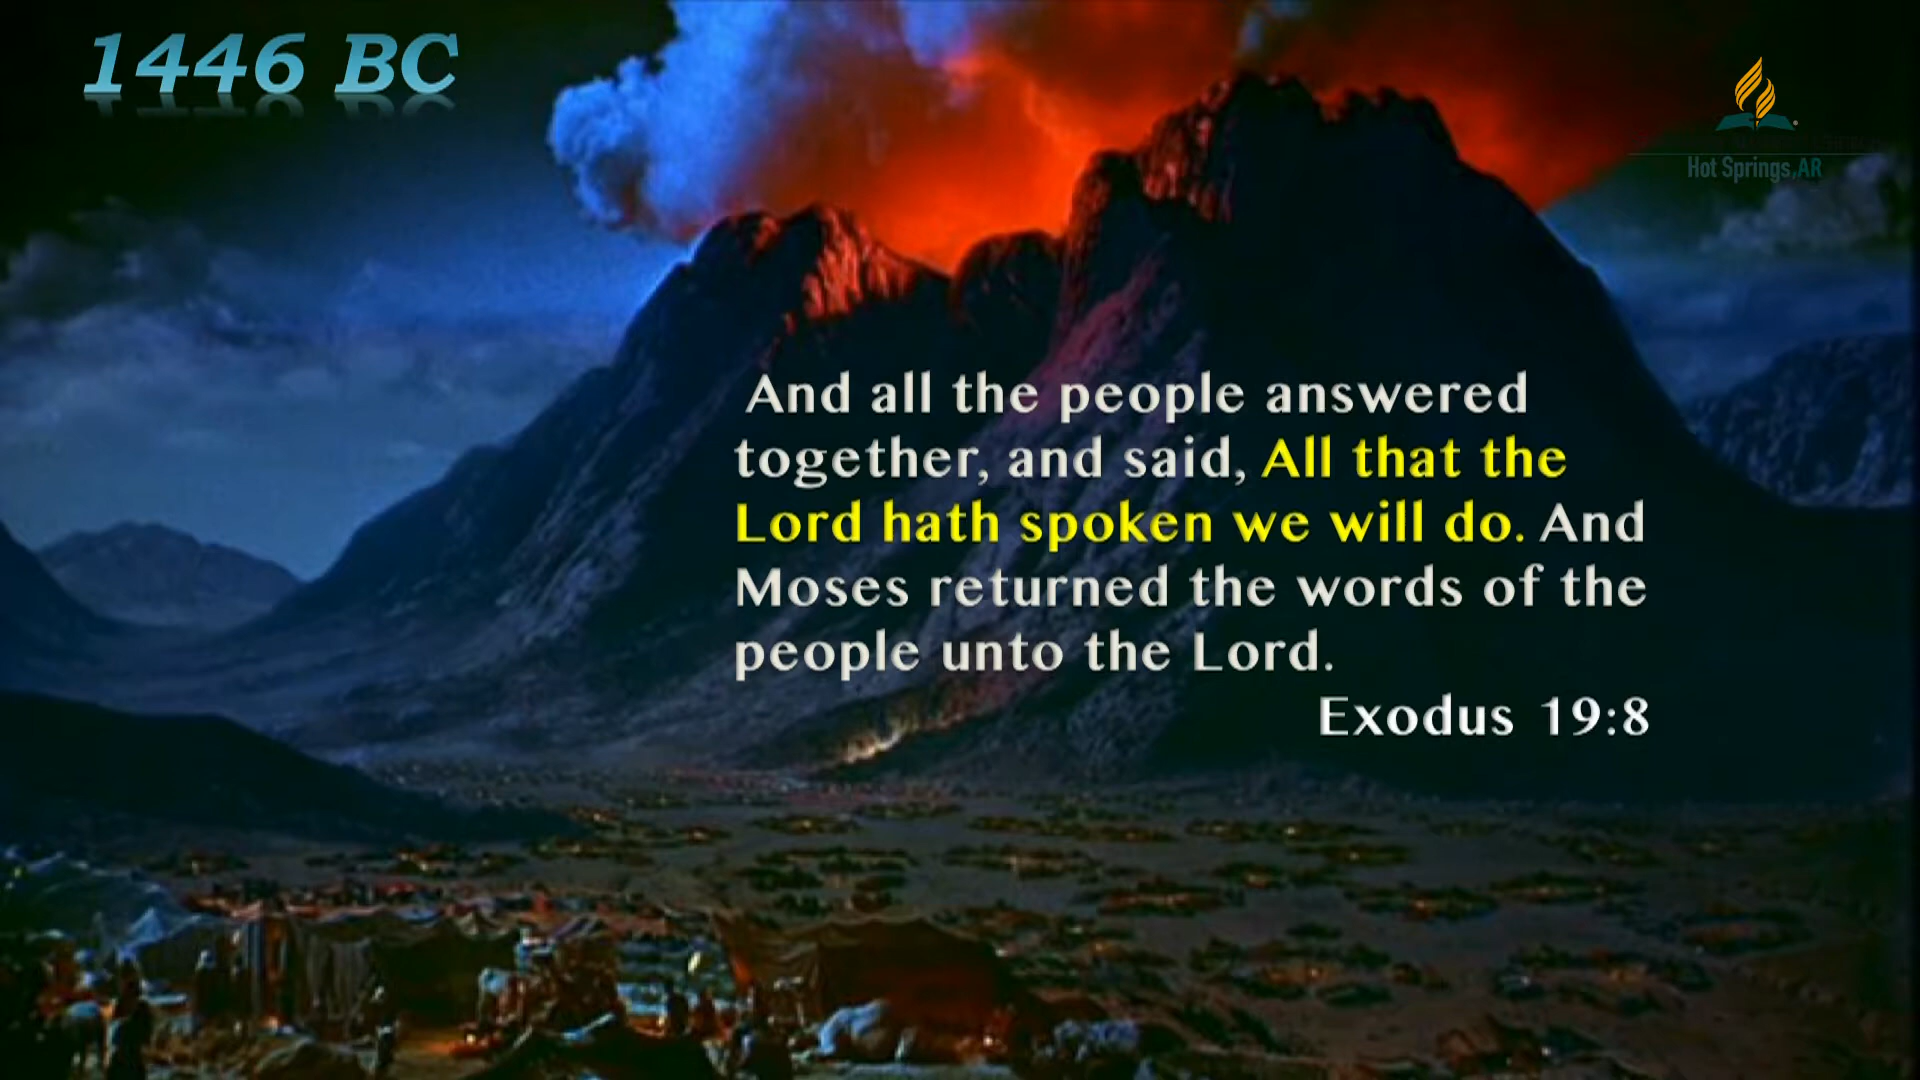 1446 BC
Hot Springs, AR
And all the people answered
together, and said, All that the
Lord hath spoken we will do. And
Moses returned the words of the
people unto the Lord.
Exodus 19:8